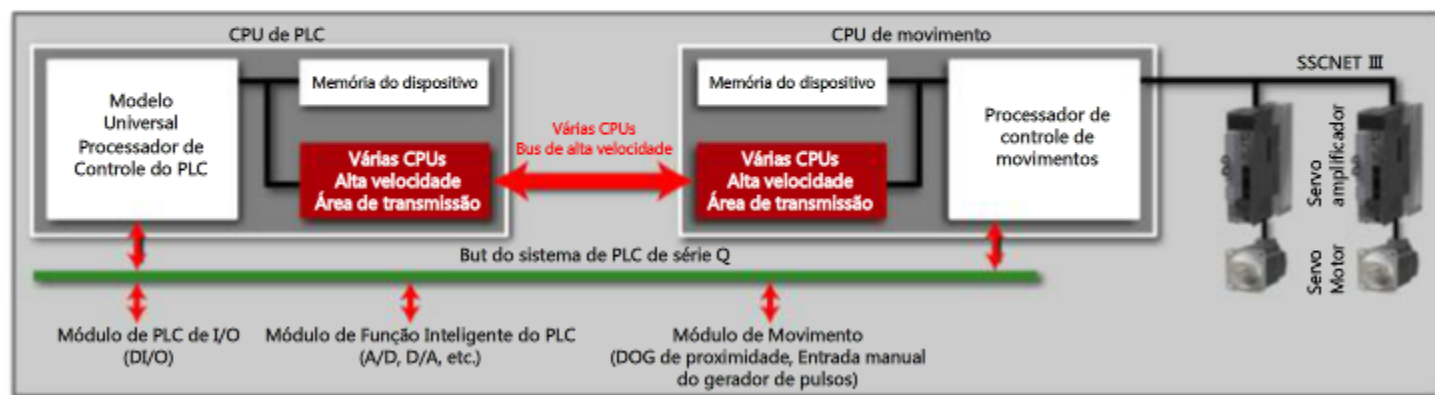 CPU de PLC
Modelo
Universal
Processador de
Controle do PLC
Memória do dispositivo
Várias CPUs
Alta velocidade
Área de transmissão
Várias CPUs
Bus de alta velocidade
CPU de movimento
Memória do dispositivo
Várias CPUs
Alta velocidade
Área de transmissão
Processador de
controle de
movimentos
SSCNET III
Servo
amplificador
Servo
Motor
But do sistema de PLC de série Q
Módulo de PLC de I/O
(DI/O)
Módulo de Função Inteligente do PLC
(A/D, D/A, etc.)
Módulo de Movimento
(DOG de proximidade, Entrada manual
do gerador de pulsos)